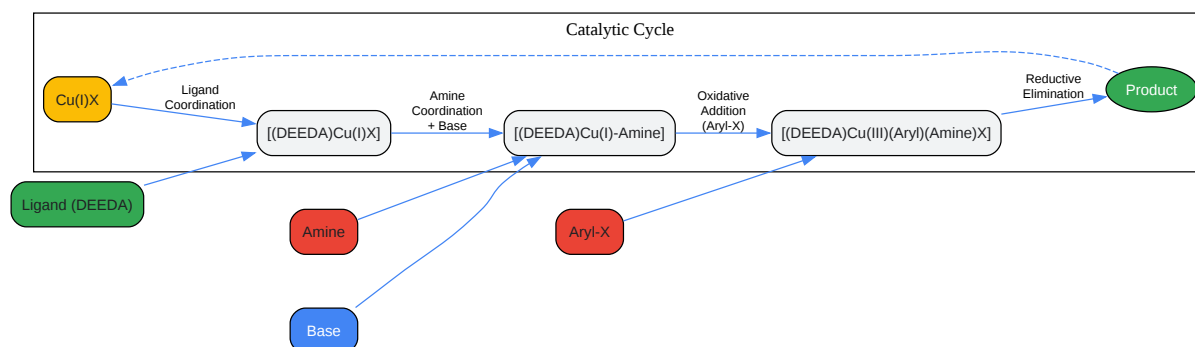 Catalytic Cycle
Cu(I)X
Ligand
Coordination
[(DEEDA)Cu(I)X]
Amine
Coordination
+ Base
[(DEEDA)Cu(I)-Amine]
Oxidative
Addition
(Aryl-X)
[(DEEDA)Cu(III)(Aryl)(Amine)X]
Reductive
Elimination
Product
Ligand (DEEDA)
Amine
Aryl-X
Base